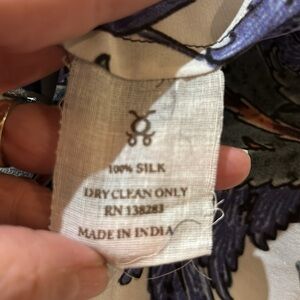 100% SILK
DRY CLEAN ONLY
RN 138283
MADE IN INDIA